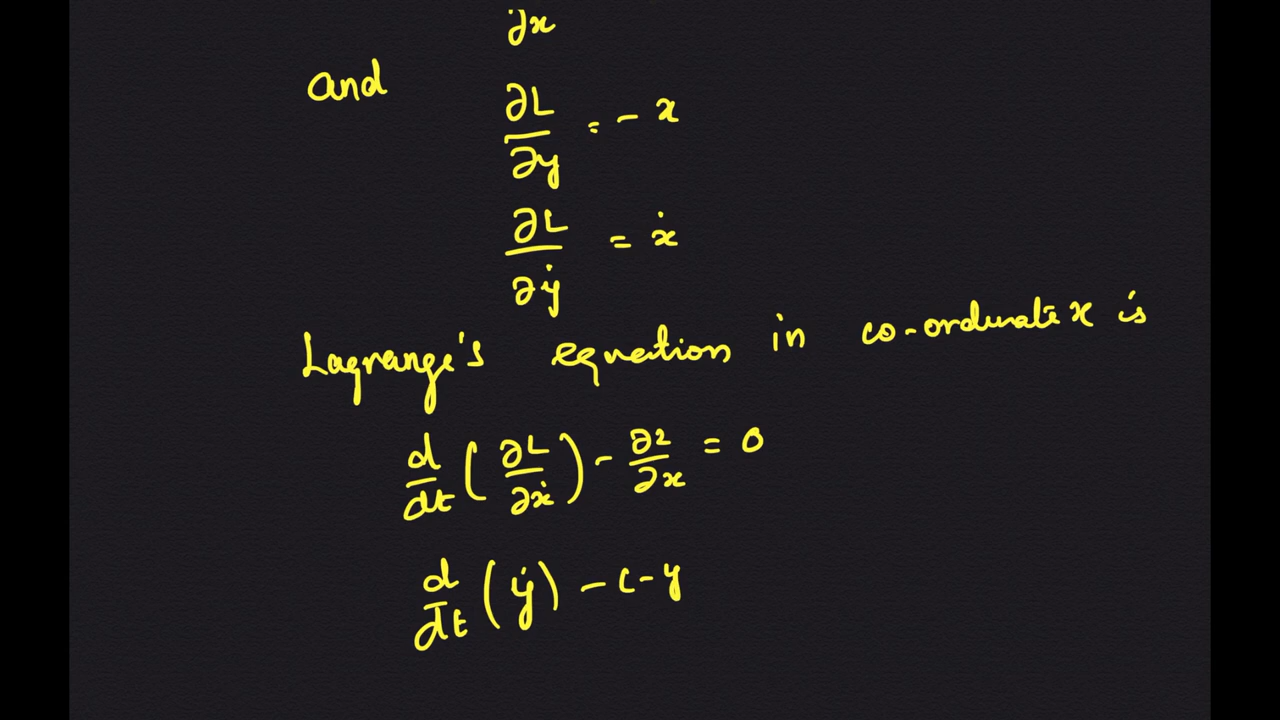 ∂x
and
∂L/∂y = - x
∂L/∂ẏ = ẋ
Lagrange's equation in co-ordinate x is
d/dt (∂L/∂ẋ) - ∂L/∂x = 0
d/dt (ẏ) - (-y